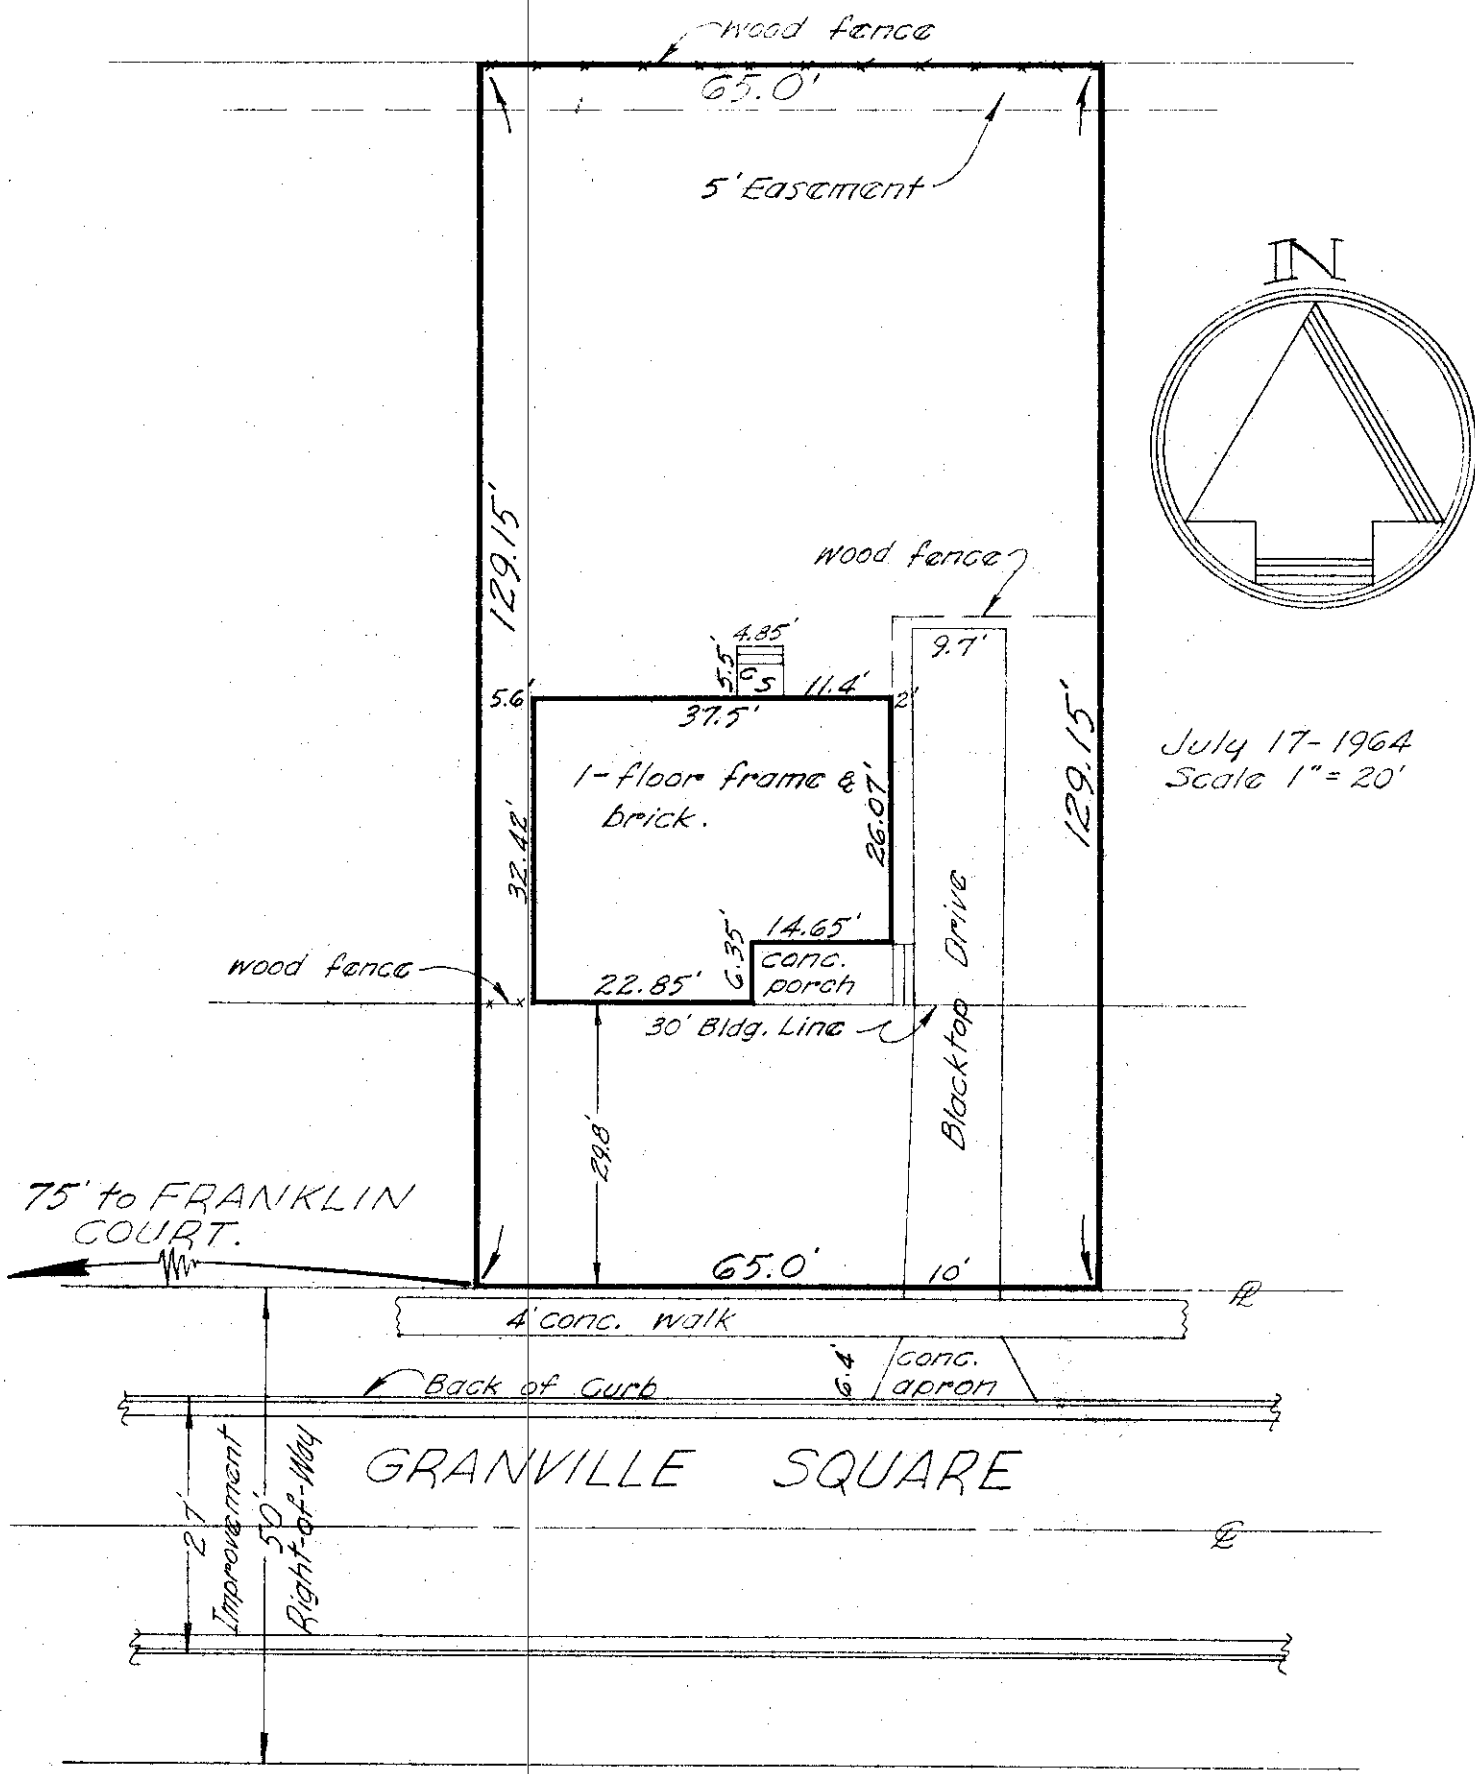 wood fence
65.0'
5' Easement
N
129.15'
wood fence
4.85'
9.7'
5.5'
CS
11.4'
5.6'
2'
37.5'
129.15'
July 17-1964
Scale 1"= 20'
1-floor frame &
brick.
26.07'
32.42'
14.65'
6.35'
conc.
porch
wood fence
22.85'
30' Bldg. Line
Blacktop Drive
29.8'
75' to FRANKLIN
COURT.
65.0'
10'
PL
4' conc. walk
6.4'
conc.
apron
Back of Curb
GRANVILLE SQUARE
27'
Improvement
50'
Right-of-Way
CL